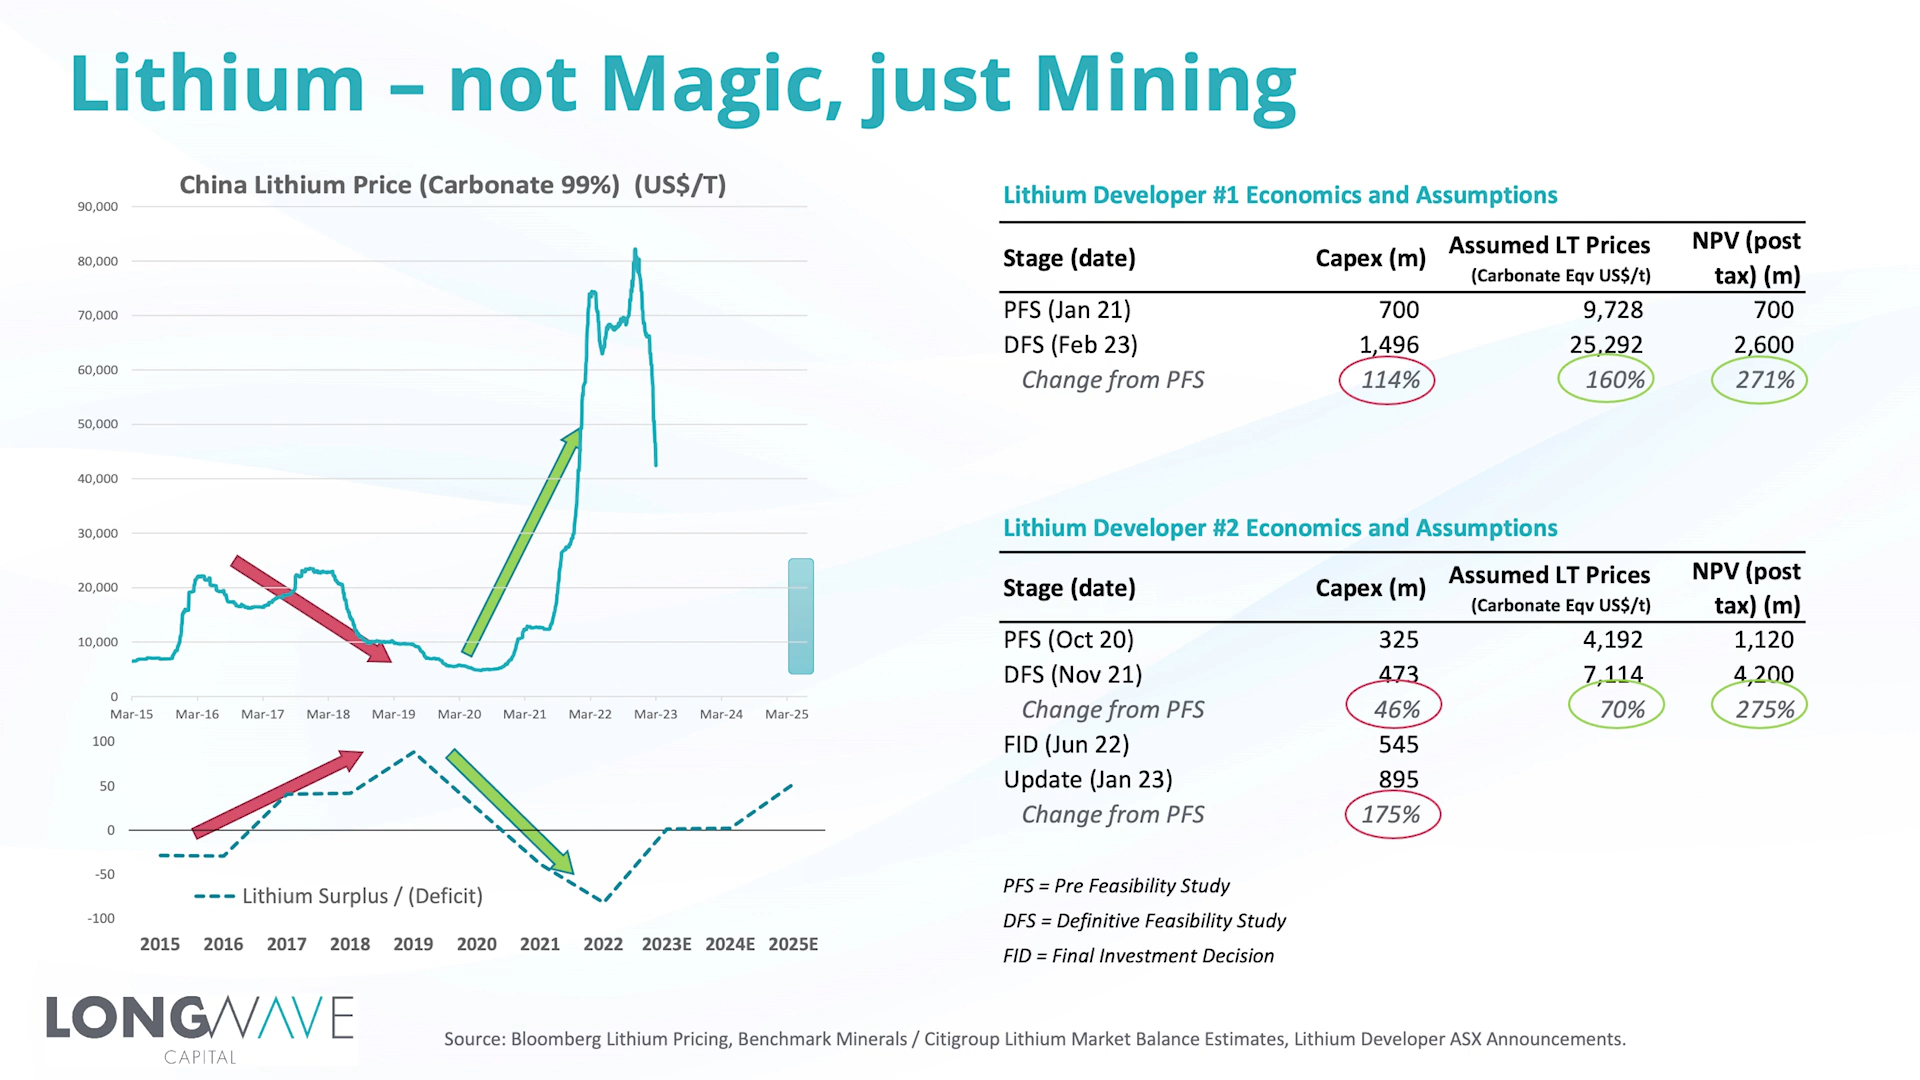 Lithium – not Magic, just Mining
China Lithium Price (Carbonate 99%) (US$/T)
90,000
80,000
70,000
60,000
50,000
40,000
30,000
20,000
10,000
0
Mar-15 Mar-16 Mar-17 Mar-18 Mar-19 Mar-20 Mar-21 Mar-22 Mar-23 Mar-24 Mar-25
100
50
0
-50
-100
Lithium Surplus / (Deficit)
2015 2016 2017 2018 2019 2020 2021 2022 2023E 2024E 2025E
Lithium Developer #1 Economics and Assumptions
Stage (date) Capex (m) Assumed LT Prices (Carbonate Eqv US$/t) NPV (post tax) (m)
PFS (Jan 21) 700 9,728 700
DFS (Feb 23) 1,496 25,292 2,600
Change from PFS 114% 160% 271%
Lithium Developer #2 Economics and Assumptions
Stage (date) Capex (m) Assumed LT Prices (Carbonate Eqv US$/t) NPV (post tax) (m)
PFS (Oct 20) 325 4,192 1,120
DFS (Nov 21) 473 7,114 4,200
Change from PFS 46% 70% 275%
FID (Jun 22) 545
Update (Jan 23) 895
Change from PFS 175%
PFS = Pre Feasibility Study
DFS = Definitive Feasibility Study
FID = Final Investment Decision
LONGWAVE
CAPITAL
Source: Bloomberg Lithium Pricing, Benchmark Minerals / Citigroup Lithium Market Balance Estimates, Lithium Developer ASX Announcements.